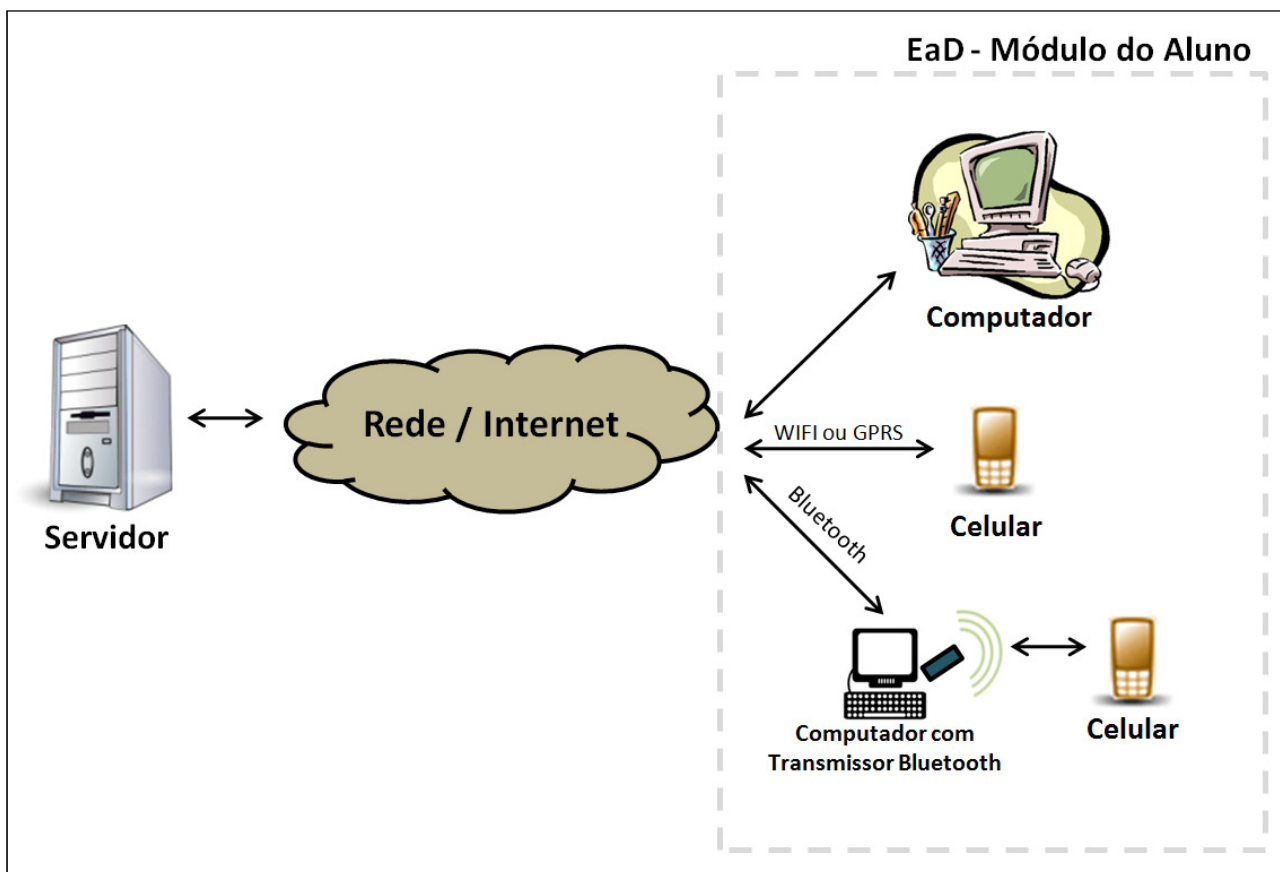 EaD - Módulo do Aluno
Computador
Rede / Internet
WIFI ou GPRS
Servidor
Celular
Bluetooth
Computador com
Transmissor Bluetooth
Celular